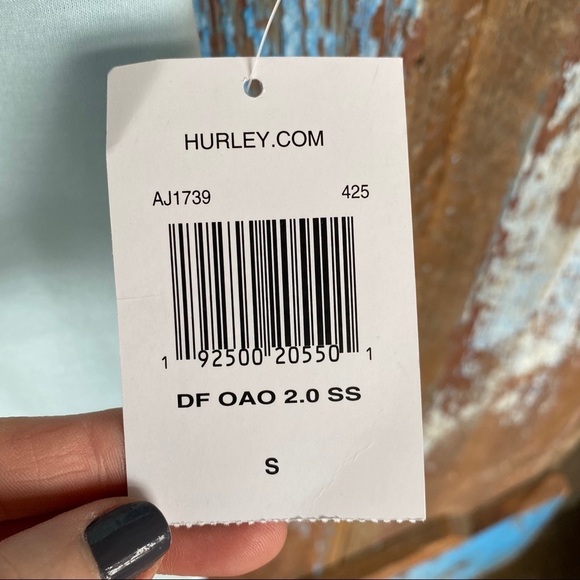 HURLEY.COM
AJ1739 425
1 92500 20550 1
DF OAO 2.0 SS
S